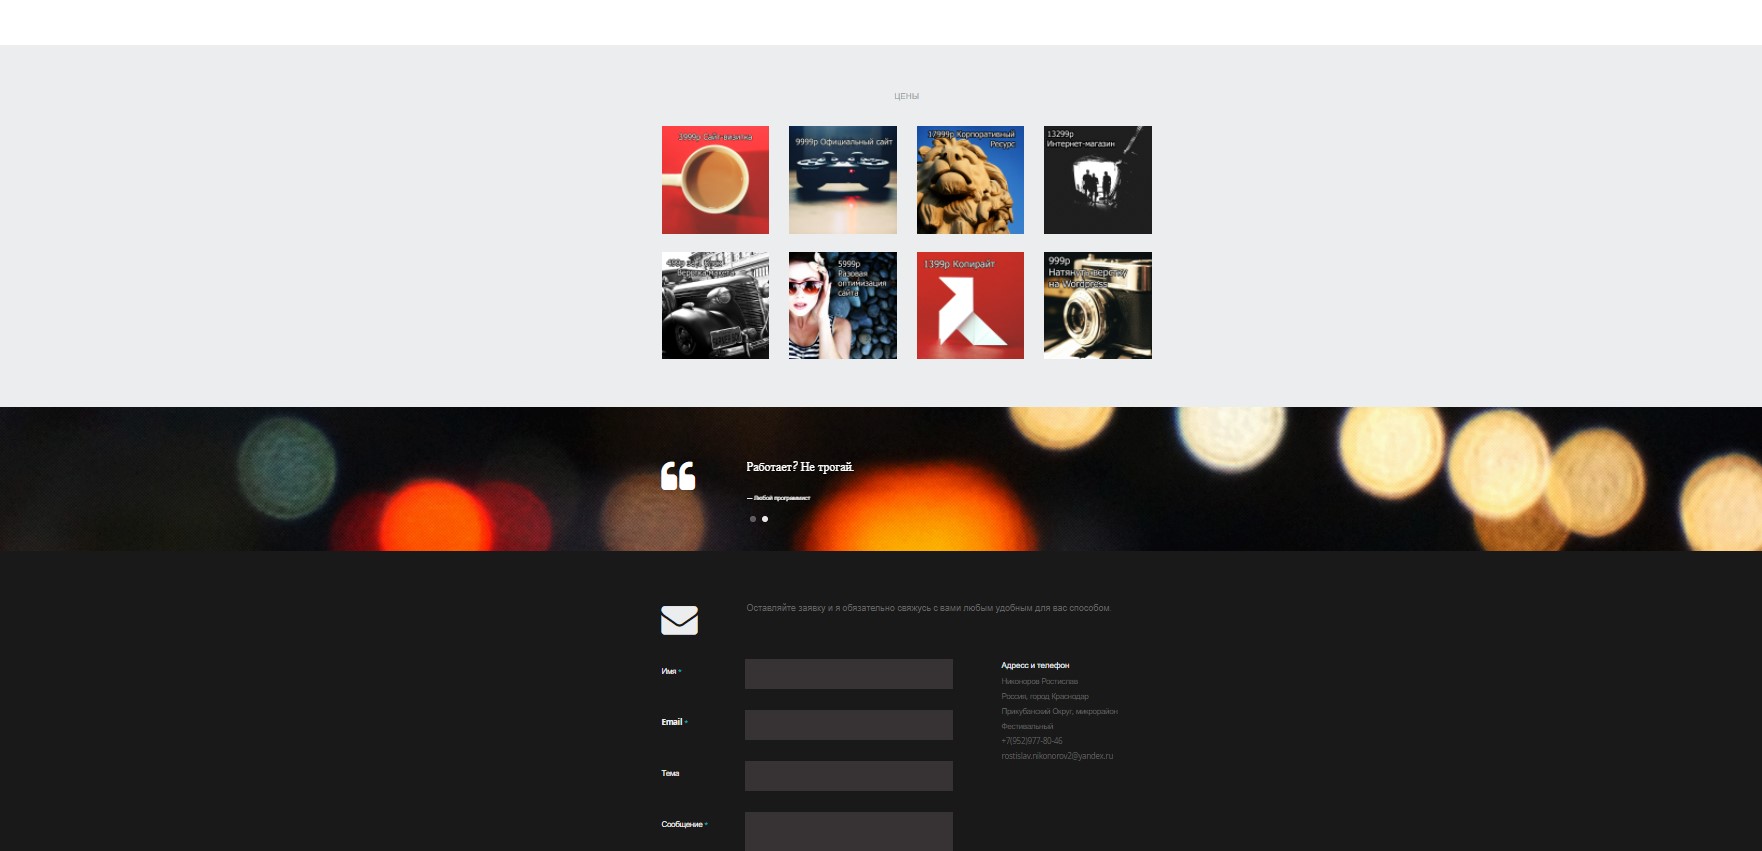 ЦЕНЫ
3999р Сайт-визитка
9999р Официальный сайт
17999р Корпоративный
Ресурс
13299р
Интернет-магазин
Верстка макета
5999р
Разовая
оптимизация
сайта
1399р Копирайт
999р
Натянуть верстку
на Wordpress
Работает? Не трогай.
— Любой программист
Оставляйте заявку и я обязательно свяжусь с вами любым удобным для вас способом.
Имя *
Email *
Тема
Сообщение *
Адресс и телефон
Никоноров Ростислав
Россия, город Краснодар
Прикубанский Округ, микрорайон
Фестивальный
+7(952)977-80-46
rostislav.nikonorov2@yandex.ru